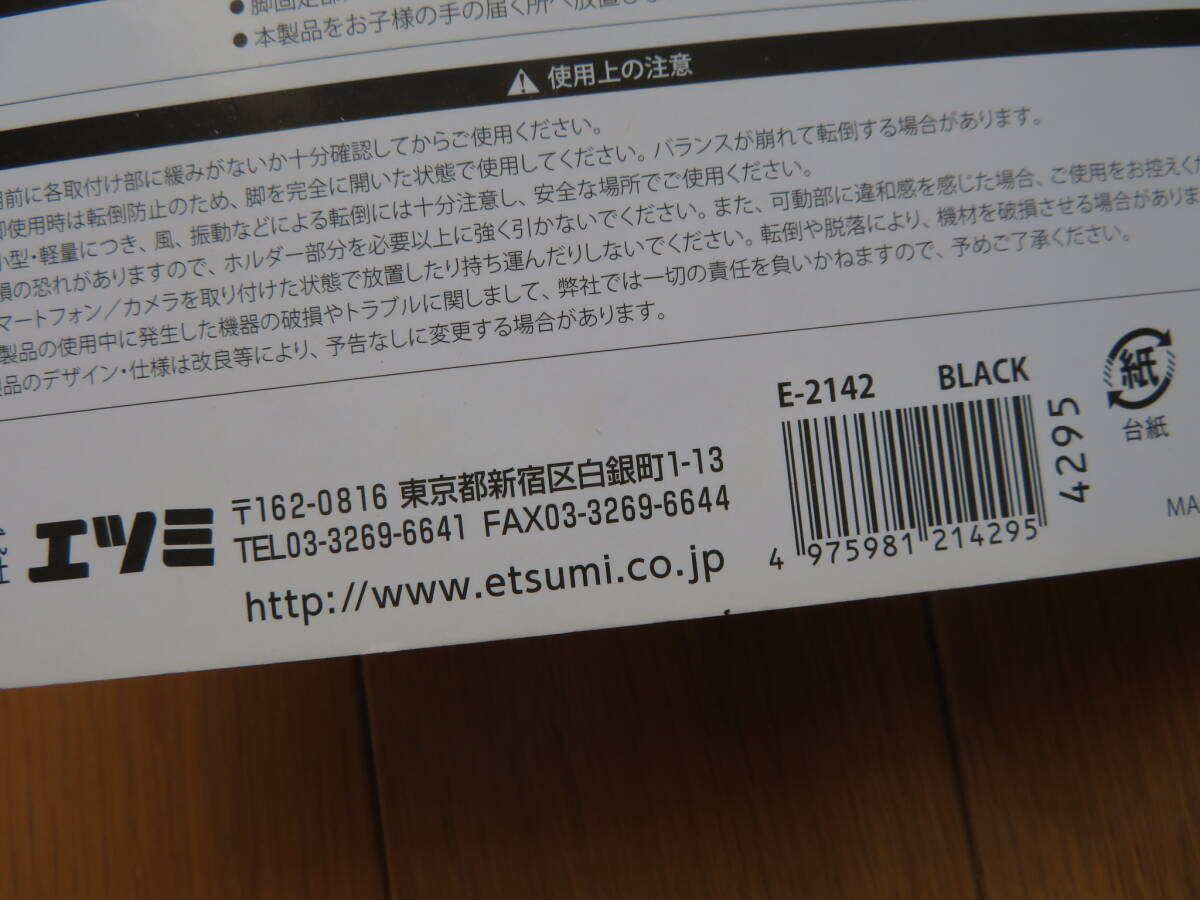 ● 脚固定部
● 本製品をお子様の手の届く所へ放置し
使用上の注意
用前に各取付け部に緩みがないか十分確認してからご使用ください。
脚使用時は転倒防止のため、脚を完全に開いた状態で使用してください。バランスが崩れて転倒する場合があります。
小型・軽量につき、風、振動などによる転倒には十分注意し、安全な場所でご使用ください。
損の恐れがありますので、ホルダー部分を必要以上に強く引かないでください。また、可動部に違和感を感じた場合、ご使用をお控えくだ
マートフォン／カメラを取り付けた状態で放置したり持ち運んだりしないでください。転倒や脱落により、機材を破損させる場合がありま
製品の使用中に発生した機器の破損やトラブルに関しまして、弊社では一切の責任を負いかねますので、予めご了承ください。
製品のデザイン・仕様は改良等により、予告なしに変更する場合があります。
E-2142 BLACK
4 975981 214295
4295
紙
台紙
エツミ
〒162-0816 東京都新宿区白銀町1-13
TEL03-3269-6641 FAX03-3269-6644
http://www.etsumi.co.jp
MA